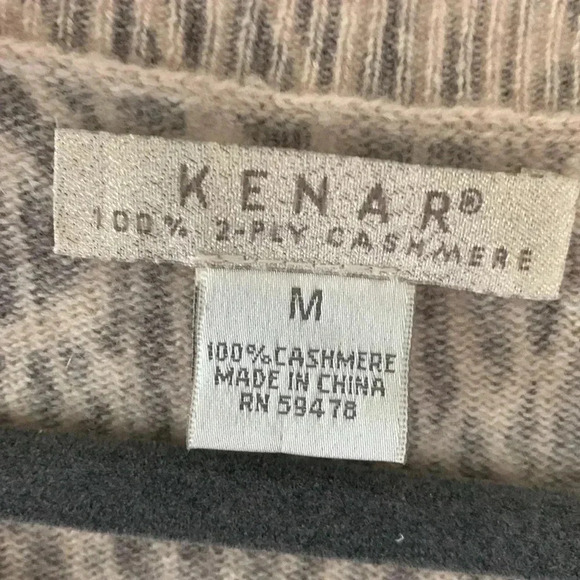 KENAR®
100% 2-PLY CASHMERE
M
100% CASHMERE
MADE IN CHINA
RN 59478